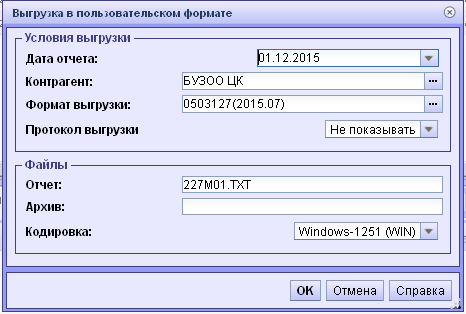 Выгрузка в пользовательском формате
Условия выгрузки
Дата отчета: 01.12.2015
Контрагент: БУЗОО ЦК ...
Формат выгрузки: 0503127(2015.07) ...
Протокол выгрузки Не показывать
Файлы
Отчет: 227M01.TXT
Архив:
Кодировка: Windows-1251 (WIN)
ОК Отмена Справка